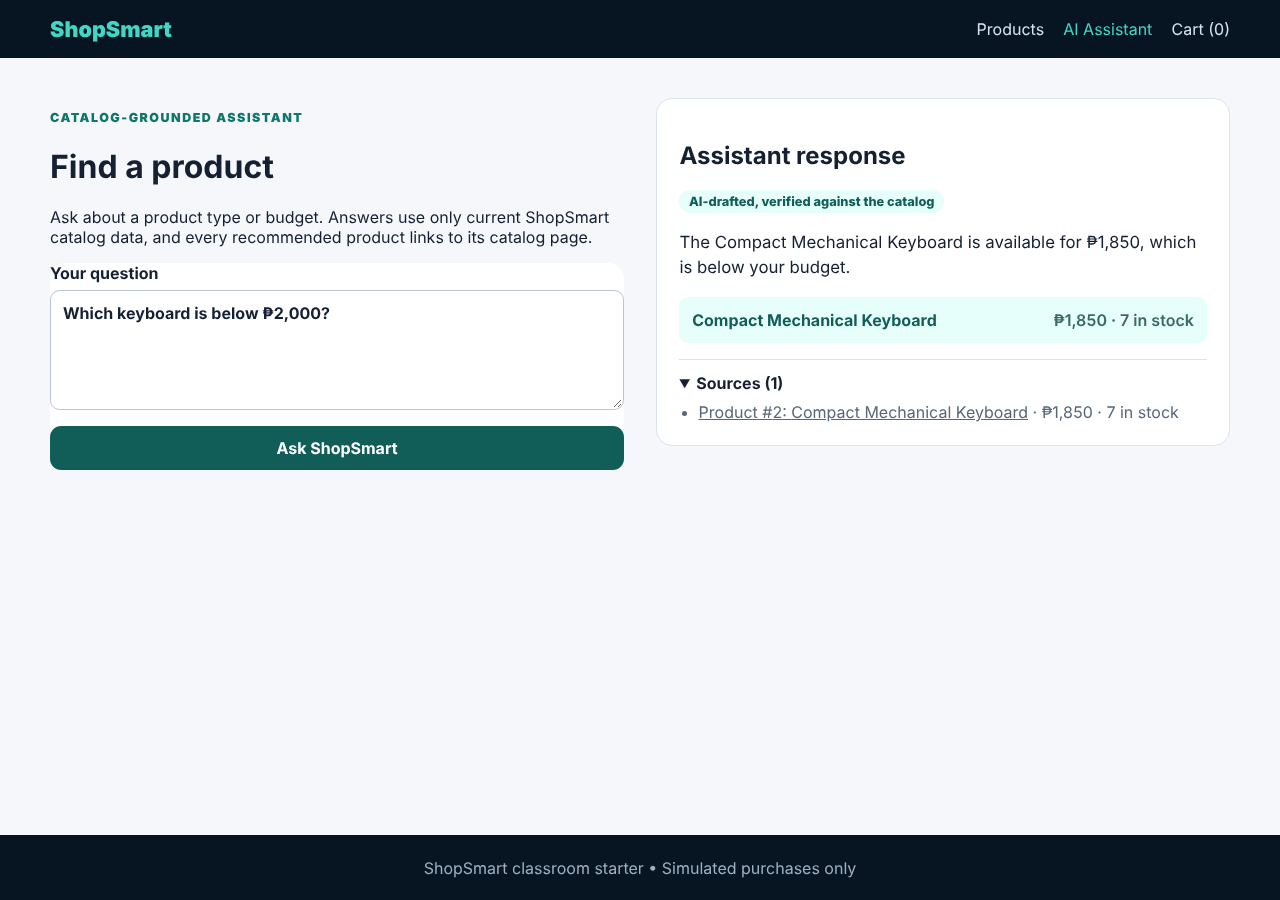 ShopSmart
Products
AI Assistant
Cart (0)
CATALOG-GROUNDED ASSISTANT
Find a product
Ask about a product type or budget. Answers use only current ShopSmart
catalog data, and every recommended product links to its catalog page.
Your question
Which keyboard is below ₱2,000?
Ask ShopSmart
Assistant response
AI-drafted, verified against the catalog
The Compact Mechanical Keyboard is available for ₱1,850, which
is below your budget.
Compact Mechanical Keyboard
₱1,850 · 7 in stock
Sources (1)
Product #2: Compact Mechanical Keyboard · ₱1,850 · 7 in stock
ShopSmart classroom starter • Simulated purchases only